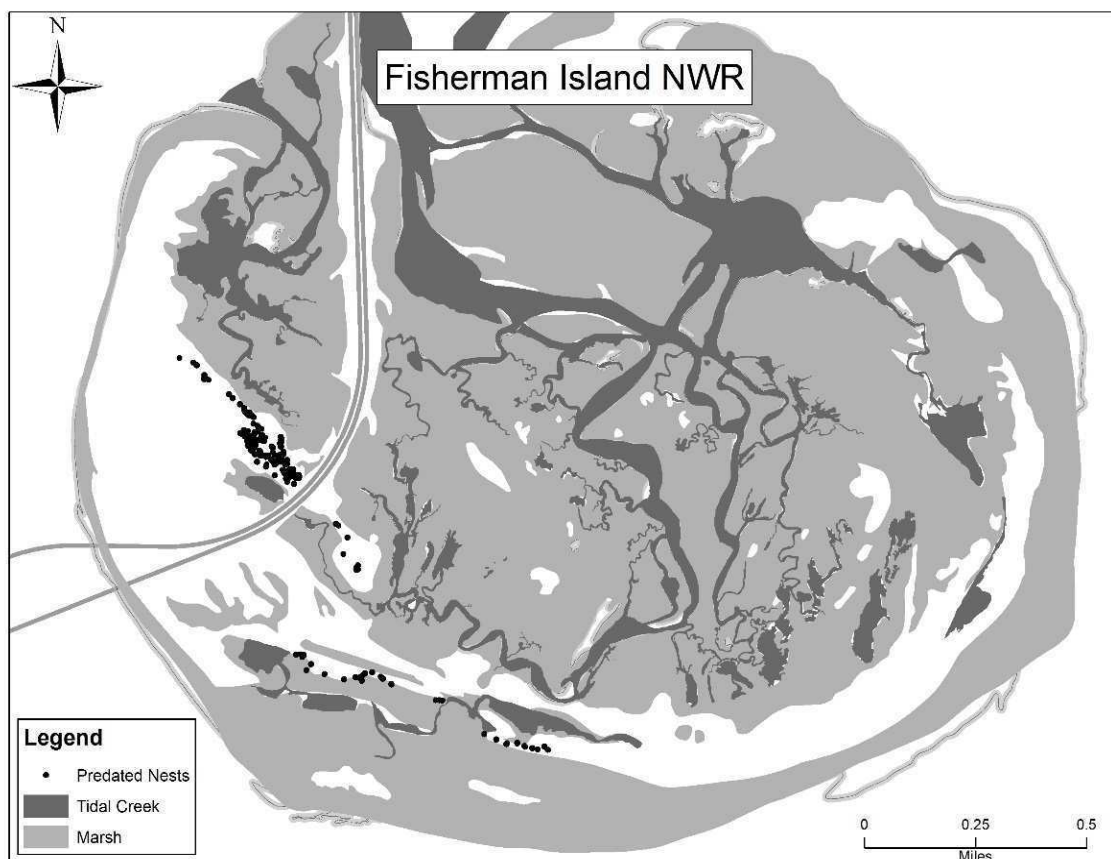 N
Fisherman Island NWR
Legend
Predated Nests
Tidal Creek
Marsh
0 0.25 0.5
Miles